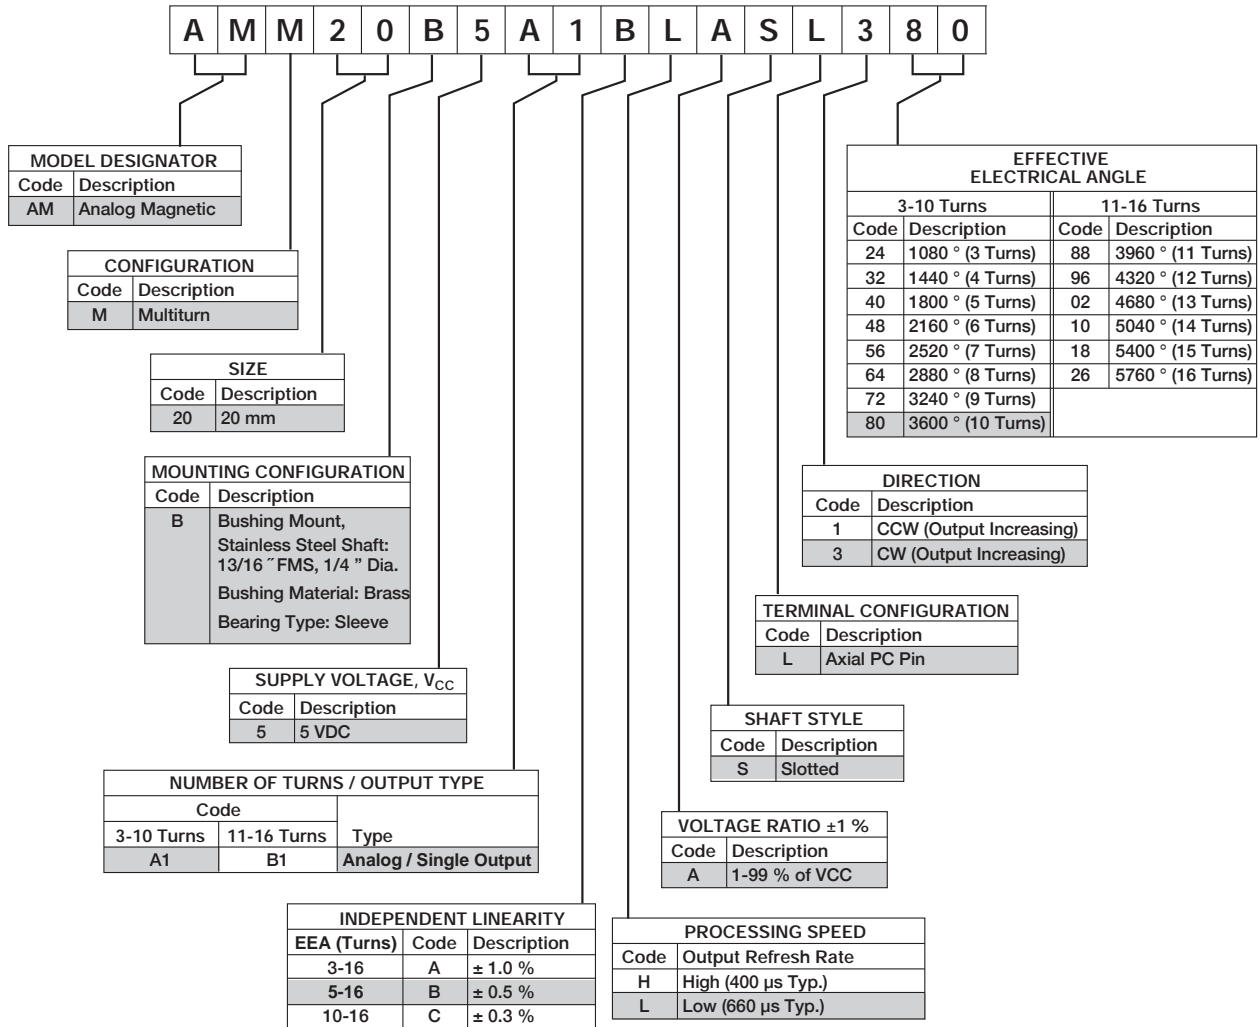 A M M 2 0 B 5 A 1 B L A S L 3 8 0
MODEL DESIGNATOR
Code Description
AM Analog Magnetic
CONFIGURATION
Code Description
M Multiturn
SIZE
Code Description
20 20 mm
MOUNTING CONFIGURATION
Code Description
B Bushing Mount,
Stainless Steel Shaft:
13/16 ˝ FMS, 1/4 ” Dia.
Bushing Material: Brass
Bearing Type: Sleeve
SUPPLY VOLTAGE, VCC
Code Description
5 5 VDC
NUMBER OF TURNS / OUTPUT TYPE
Code
3-10 Turns 11-16 Turns Type
A1 B1 Analog / Single Output
INDEPENDENT LINEARITY
EEA (Turns) Code Description
3-16 A ± 1.0 %
5-16 B ± 0.5 %
10-16 C ± 0.3 %
PROCESSING SPEED
Code Output Refresh Rate
H High (400 µs Typ.)
L Low (660 µs Typ.)
VOLTAGE RATIO ±1 %
Code Description
A 1-99 % of VCC
SHAFT STYLE
Code Description
S Slotted
TERMINAL CONFIGURATION
Code Description
L Axial PC Pin
DIRECTION
Code Description
1 CCW (Output Increasing)
3 CW (Output Increasing)
EFFECTIVE
ELECTRICAL ANGLE
3-10 Turns 11-16 Turns
Code Description Code Description
24 1080 ° (3 Turns) 88 3960 ° (11 Turns)
32 1440 ° (4 Turns) 96 4320 ° (12 Turns)
40 1800 ° (5 Turns) 02 4680 ° (13 Turns)
48 2160 ° (6 Turns) 10 5040 ° (14 Turns)
56 2520 ° (7 Turns) 18 5400 ° (15 Turns)
64 2880 ° (8 Turns) 26 5760 ° (16 Turns)
72 3240 ° (9 Turns)
80 3600 ° (10 Turns)